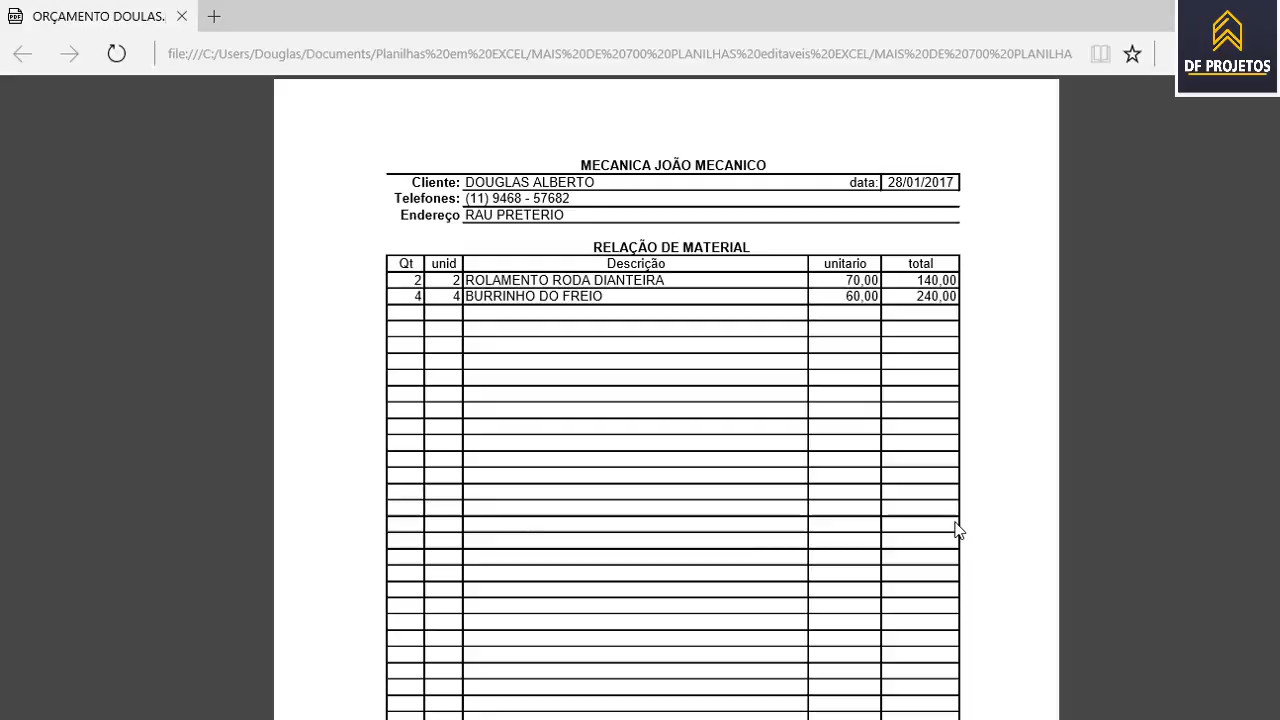 ORÇAMENTO DOULAS.
file:///C:/Users/Douglas/Documents/Planilhas%20em%20EXCEL/MAIS%20DE%20700%20PLANILHAS%20editaveis%20EXCEL/MAIS%20DE%20700%20PLANILHA
DF PROJETOS
MECANICA JOÃO MECANICO
Cliente: DOUGLAS ALBERTO data: 28/01/2017
Telefones: (11) 9468 - 57682
Endereço RAU PRETERIO
RELAÇÃO DE MATERIAL
Qt unid Descrição unitario total
2 2 ROLAMENTO RODA DIANTEIRA 70,00 140,00
4 4 BURRINHO DO FREIO 60,00 240,00